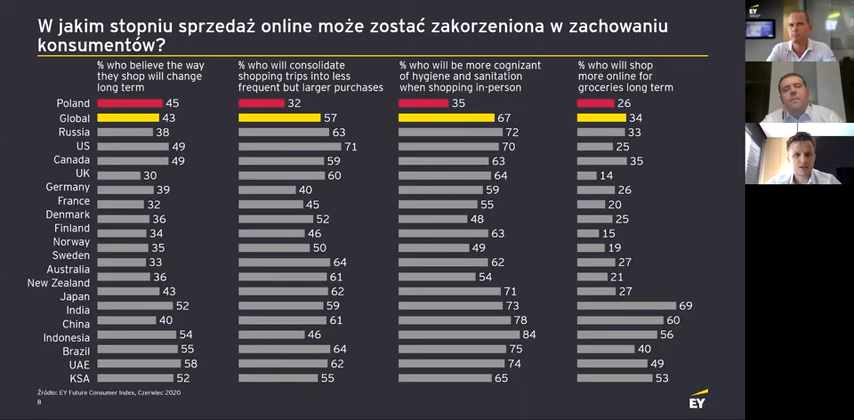 W jakim stopniu sprzedaż online może zostać zakorzeniona w zachowaniu
konsumentów?
% who believe the way
they shop will change
long term
% who will consolidate
shopping trips into less
frequent but larger purchases
% who will be more cognizant
of hygiene and sanitation
when shopping in-person
% who will shop
more online for
groceries long term
Poland 45 32 35 26
Global 43 57 67 34
Russia 38 63 72 33
US 49 71 70 25
Canada 49 59 63 35
UK 30 60 64 14
Germany 39 40 59 26
France 32 45 55 20
Denmark 36 52 48 25
Finland 34 46 63 15
Norway 35 50 49 19
Sweden 33 64 62 27
Australia
New Zealand 36 61 54 21
Japan 43 62 71 27
India 52 59 73 69
China 40 61 78 60
Indonesia 54 46 84 56
Brazil 55 64 75 40
UAE 58 62 74 49
KSA 52 55 65 53
Źródło: EY Future Consumer Index, Czerwiec 2020
8
EY
EY